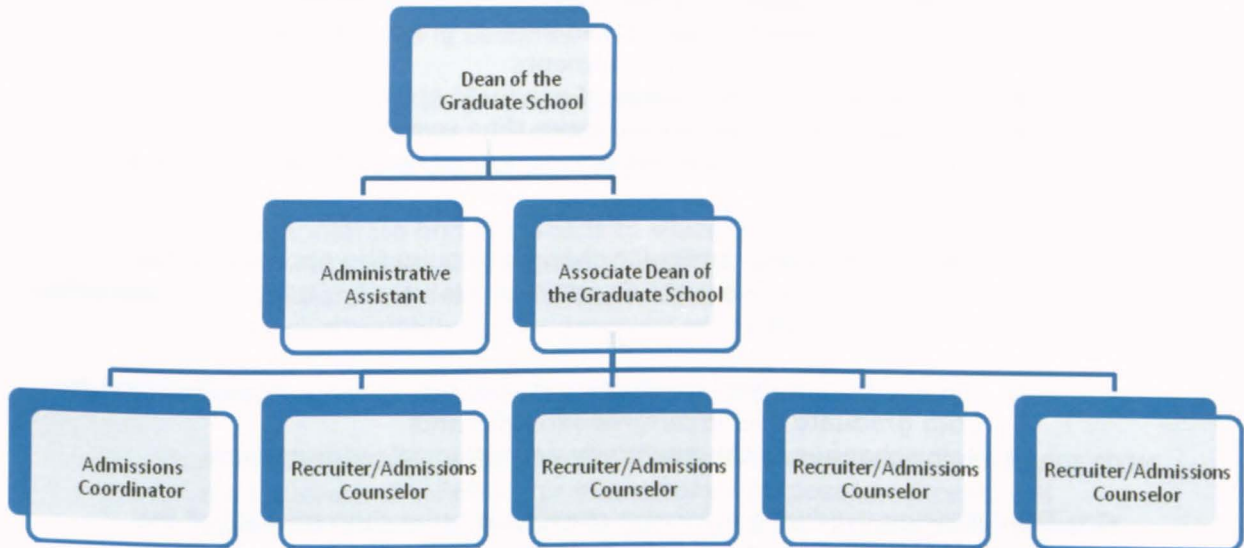 Dean of the
Graduate School
Administrative
Assistant
Associate Dean of
the Graduate School
Admissions
Coordinator
Recruiter/Admissions
Counselor
Recruiter/Admissions
Counselor
Recruiter/Admissions
Counselor
Recruiter/Admissions
Counselor